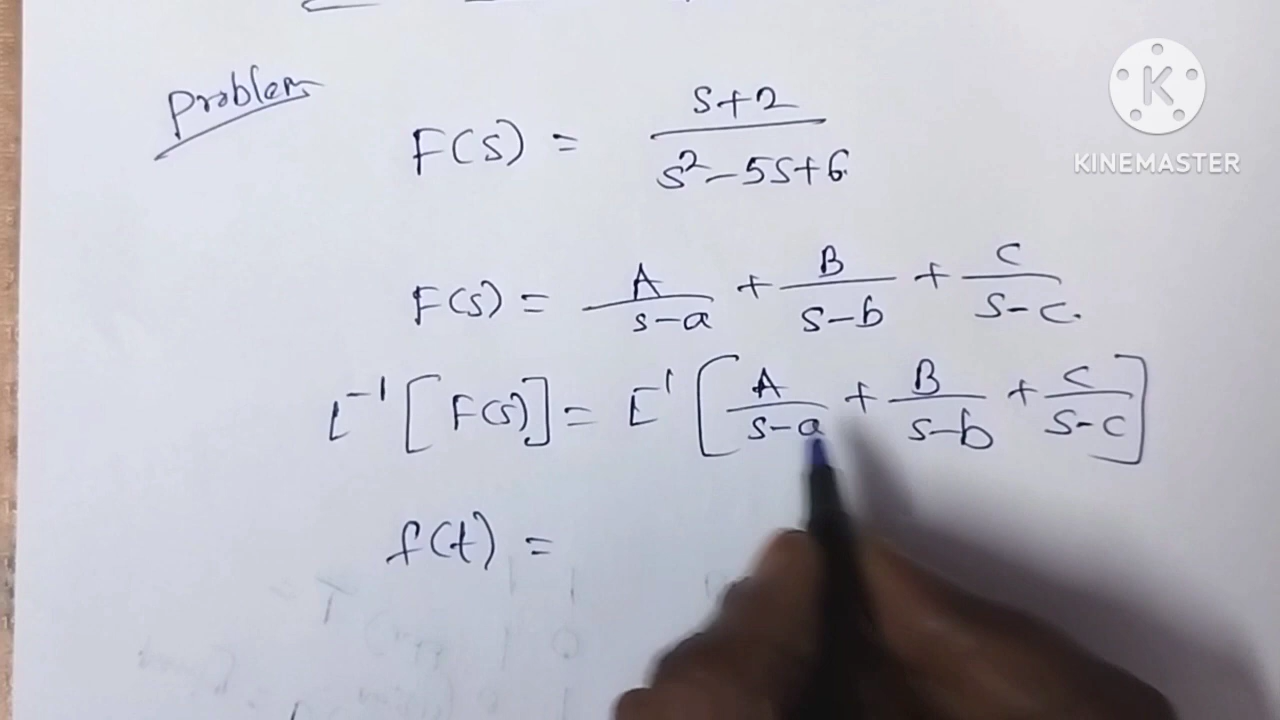 Problem
F(s) = s+2 / s²-5s+6
KINEMASTER
F(s) = A/s-a + B/s-b + C/s-c.
L⁻¹[F(s)] = L⁻¹[A/s-a + B/s-b + C/s-c]
f(t) =